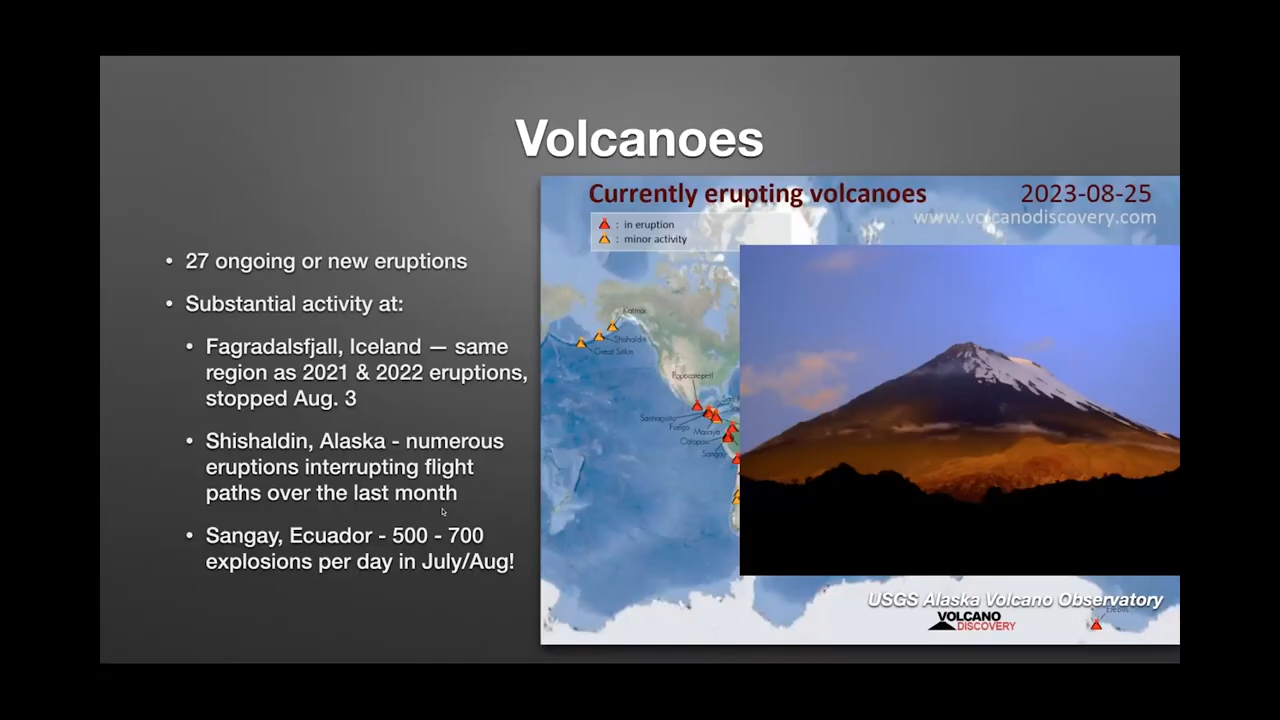 Volcanoes
• 27 ongoing or new eruptions
• Substantial activity at:
• Fagradalsfjall, Iceland — same
region as 2021 & 2022 eruptions,
stopped Aug. 3
• Shishaldin, Alaska - numerous
eruptions interrupting flight
paths over the last month
• Sangay, Ecuador - 500 - 700
explosions per day in July/Aug!
Currently erupting volcanoes 2023-08-25
www.volcanodiscovery.com
: in eruption
: minor activity
Katmai
Shishaldin
Great Sitkin
Popocatepetl
Santiaguito
Fuego
Masaya
Cotopaxi
Sangay
USGS Alaska Volcano Observatory
Erebus
VOLCANO
DISCOVERY